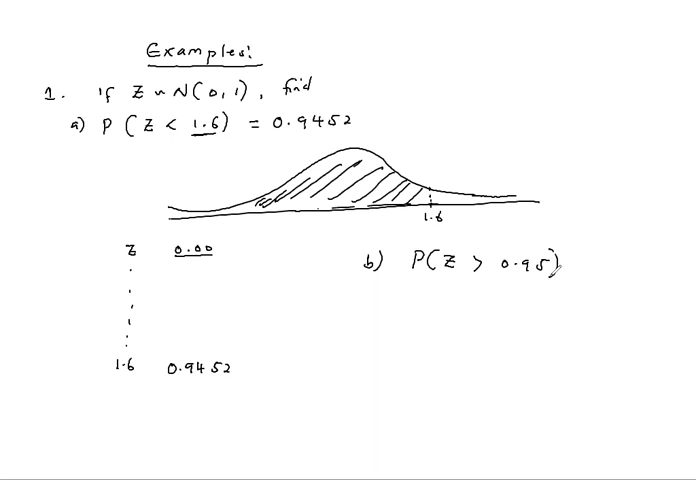 Examples:
1. If Z ~ N(0,1), find
a) P(Z < 1.6) = 0.9452
1.6
Z 0.00
b) P(Z > 0.95)
1.6 0.9452